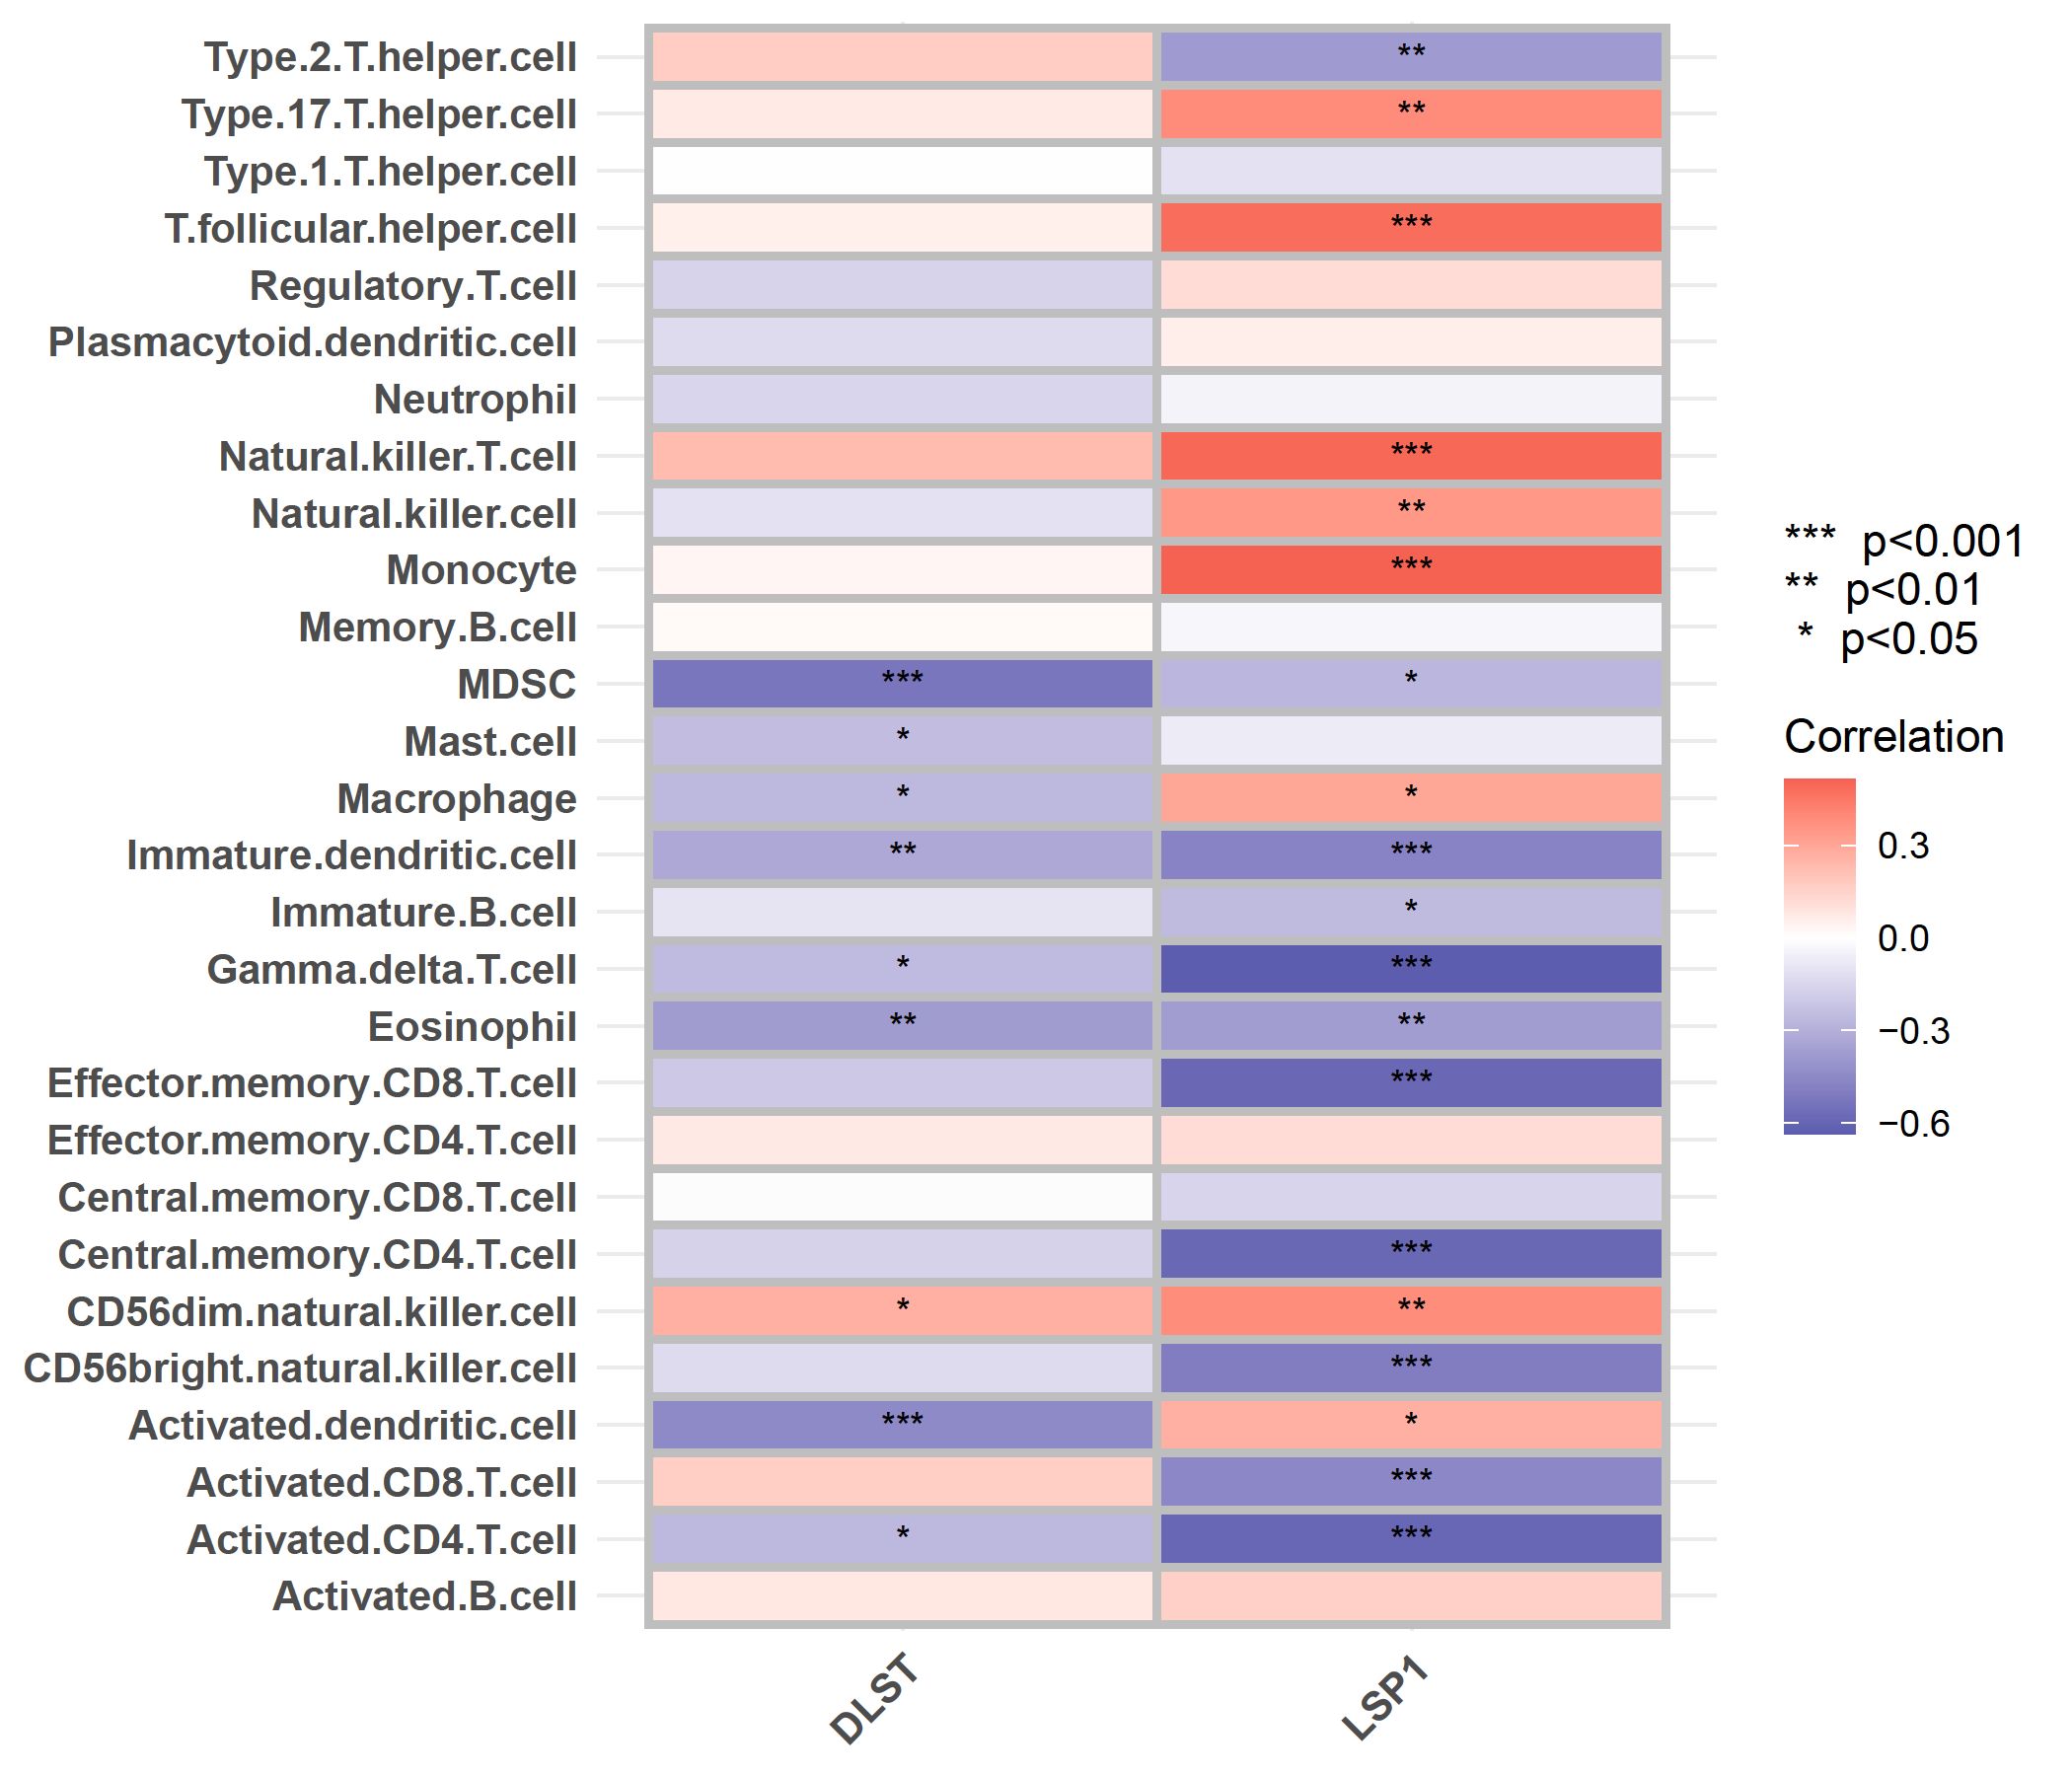 Type.2.T.helper.cell **
Type.17.T.helper.cell **
Type.1.T.helper.cell
T.follicular.helper.cell ***
Regulatory.T.cell
Plasmacytoid.dendritic.cell
Neutrophil
Natural.killer.T.cell ***
Natural.killer.cell **
Monocyte ***
Memory.B.cell
MDSC *** *
Mast.cell *
Macrophage * *
Immature.dendritic.cell ** ***
Immature.B.cell *
Gamma.delta.T.cell * ***
Eosinophil ** **
Effector.memory.CD8.T.cell ***
Effector.memory.CD4.T.cell
Central.memory.CD8.T.cell
Central.memory.CD4.T.cell ***
CD56dim.natural.killer.cell * **
CD56bright.natural.killer.cell ***
Activated.dendritic.cell *** *
Activated.CD8.T.cell ***
Activated.CD4.T.cell * ***
Activated.B.cell
DLST LSP1
*** p<0.001
** p<0.01
* p<0.05
Correlation
0.3
0.0
−0.3
−0.6